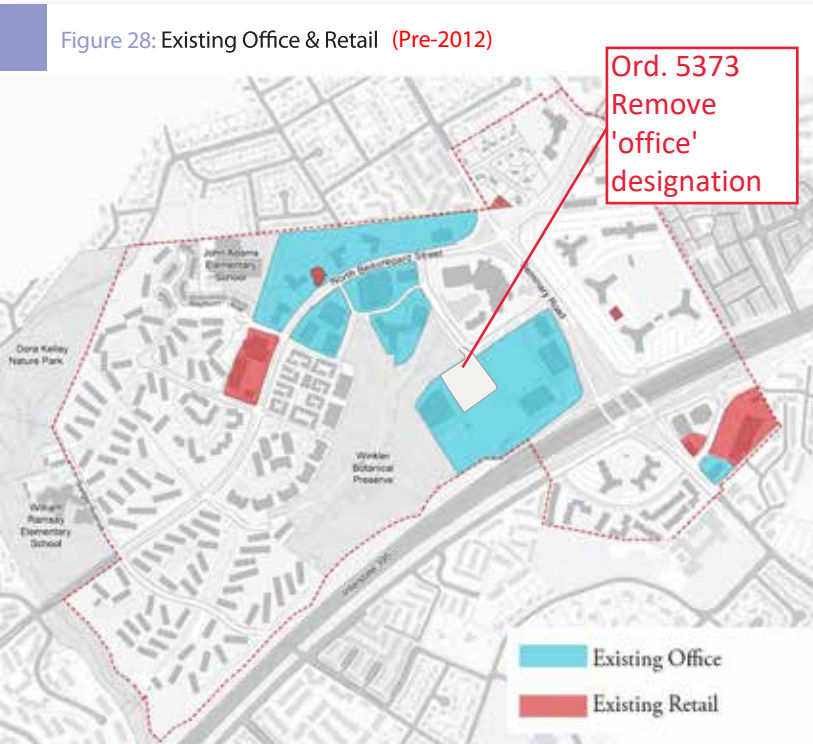 Figure 28: Existing Office & Retail (Pre-2012)
Ord. 5373
Remove
'office'
designation
John Adams
Elementary
School
North Beauregard Street
Seminary Road
Dora Kelley
Nature Park
Winkler
Botanical
Preserve
William
Ramsay
Elementary
School
Interstate 395
Existing Office
Existing Retail